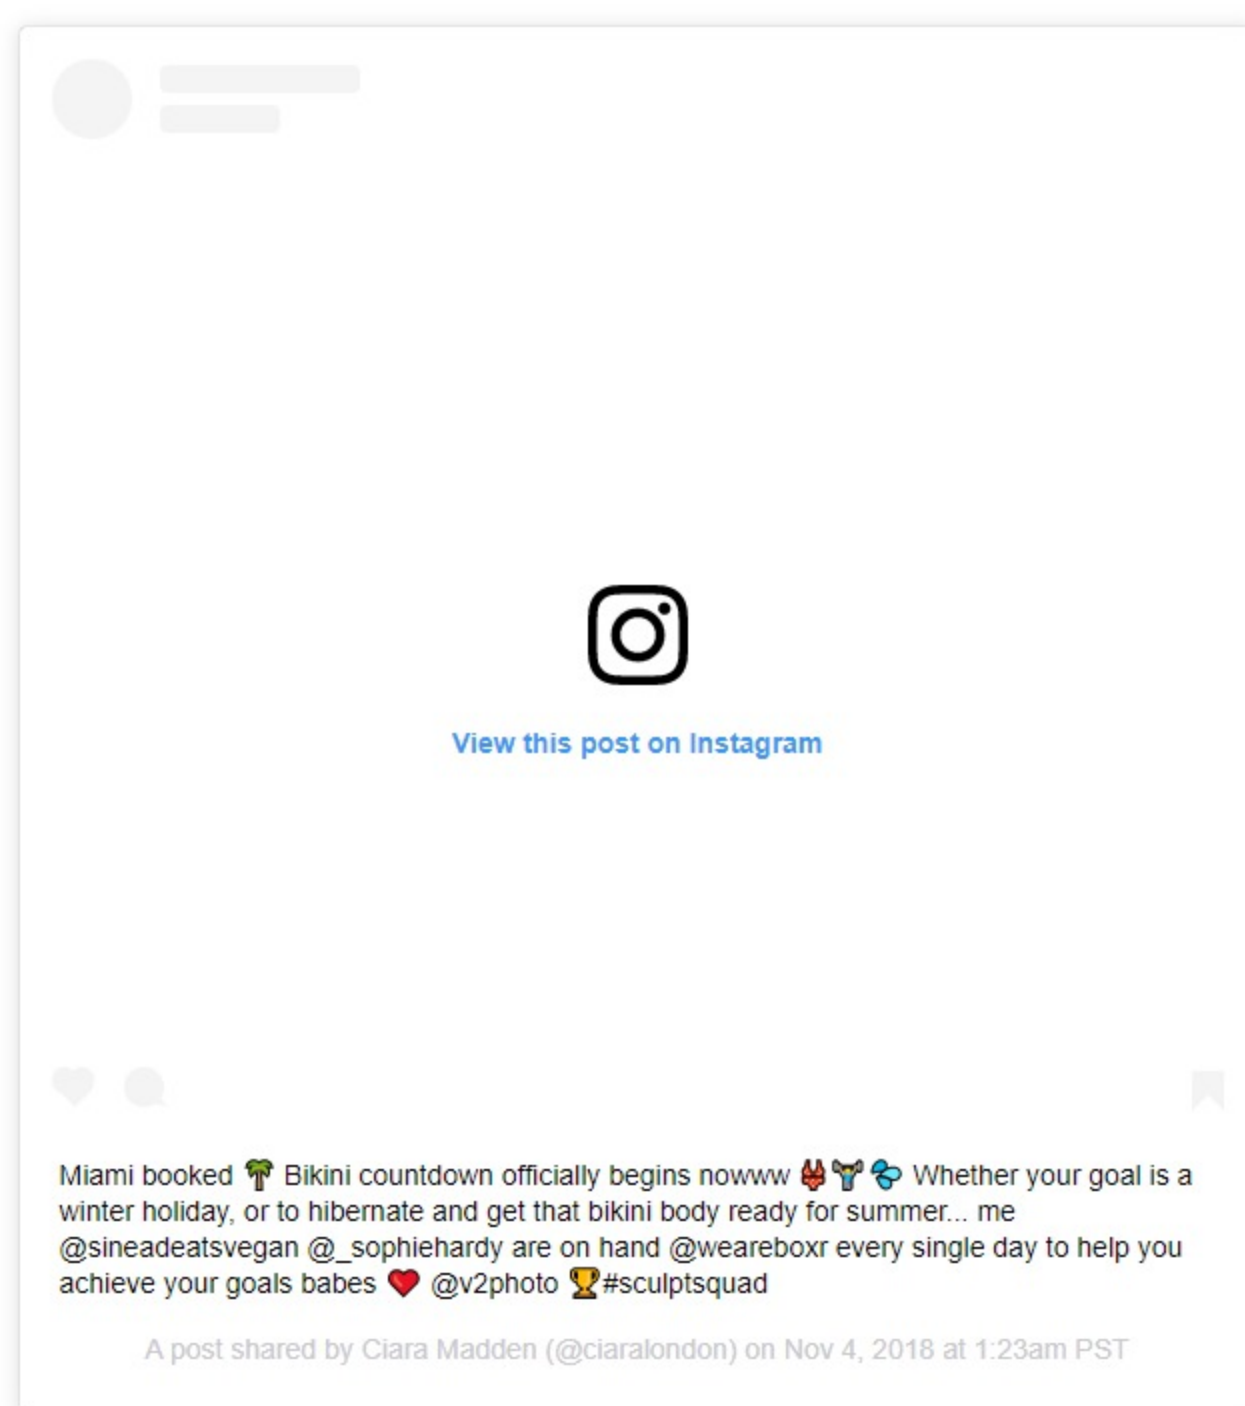 View this post on Instagram
Miami booked 🌴 Bikini countdown officially begins nowww 👙🏋️💦 Whether your goal is a
winter holiday, or to hibernate and get that bikini body ready for summer... me
@sineadeatsvegan @_sophiehardy are on hand @weareboxr every single day to help you
achieve your goals babes ❤️ @v2photo 🏆#sculptsquad
A post shared by Ciara Madden (@ciaralondon) on Nov 4, 2018 at 1:23am PST